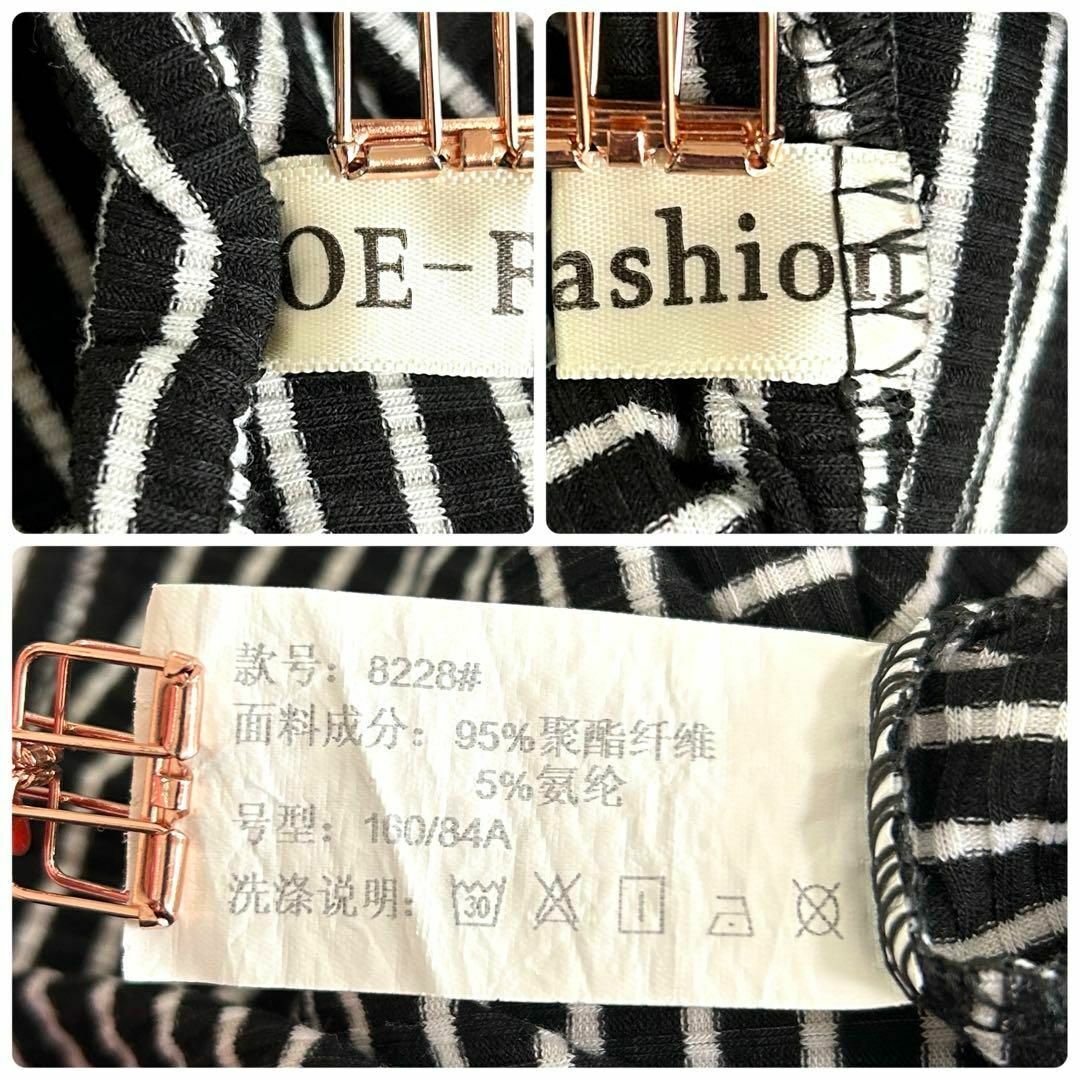 OE-F
ashion
款号：8228#
面料成分：95%聚酯纤维
5%氨纶
号型：160/84A
洗涤说明：
30